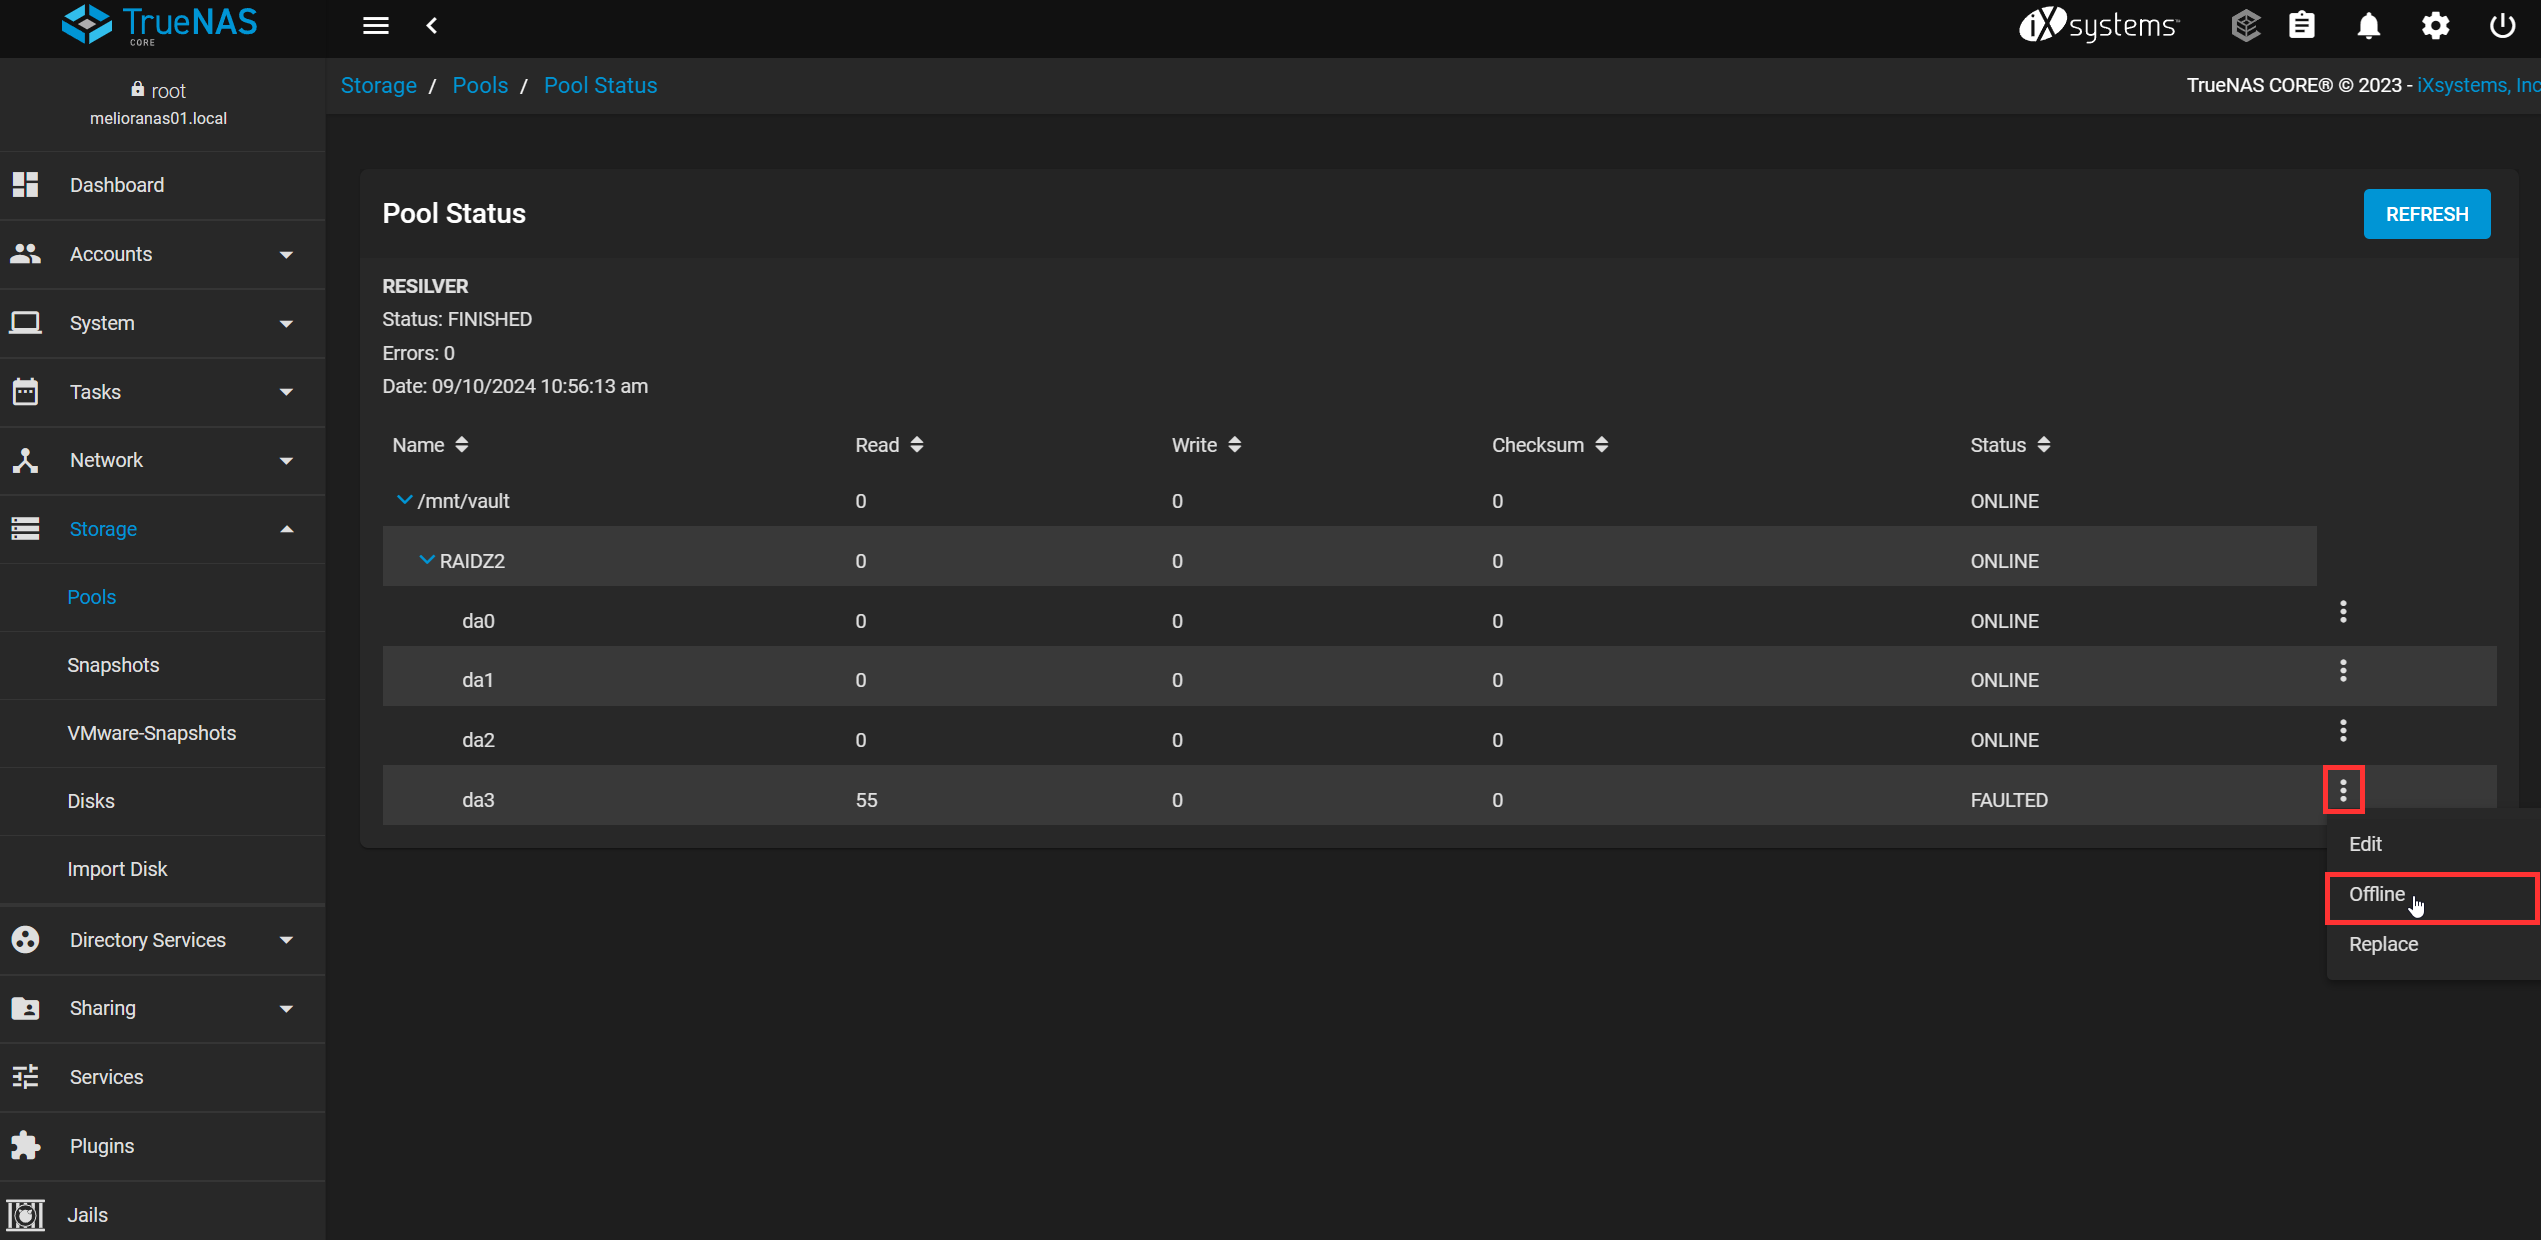 TrueNAS
CORE
iXsystems™
root
melioranas01.local
Storage / Pools / Pool Status
TrueNAS CORE® © 2023 - iXsystems, Inc
Dashboard
Accounts
System
Tasks
Network
Storage
Pools
Snapshots
VMware-Snapshots
Disks
Import Disk
Directory Services
Sharing
Services
Plugins
Jails
Pool Status
REFRESH
RESILVER
Status: FINISHED
Errors: 0
Date: 09/10/2024 10:56:13 am
Name Read Write Checksum Status
/mnt/vault 0 0 0 ONLINE
RAIDZ2 0 0 0 ONLINE
da0 0 0 0 ONLINE
da1 0 0 0 ONLINE
da2 0 0 0 ONLINE
da3 55 0 0 FAULTED
Edit
Offline
Replace